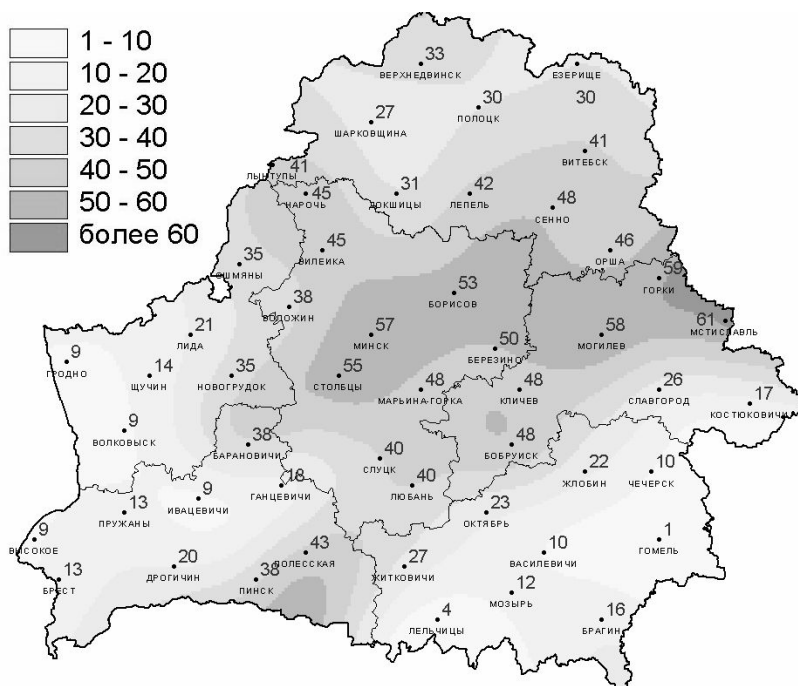 1 - 10
10 - 20
20 - 30
30 - 40
40 - 50
50 - 60
более 60
33
ВЕРХНЕДВИНСК
ЕЗЕРИЩЕ
30
27
ШАРКОВЩИНА
30
ПОЛОЦК
41
ВИТЕБСК
41
ЛЫНТУПЫ
45
НАРОЧЬ
31
ДОКШИЦЫ
42
ЛЕПЕЛЬ
48
СЕННО
35
ОШМЯНЫ
45
ВИЛЕЙКА
46
ОРША
59
ГОРКИ
38
ВОЛОЖИН
53
БОРИСОВ
61
МСТИСЛАВЛЬ
21
ЛИДА
57
МИНСК
50
БЕРЕЗИНО
58
МОГИЛЕВ
9
ГРОДНО
14
ЩУЧИН
35
НОВОГРУДОК
55
СТОЛБЦЫ
48
МАРЬИНА-ГОРКА
48
КЛИЧЕВ
26
СЛАВГОРОД
17
КОСТЮКОВИЧИ
9
ВОЛКОВЫСК
38
БАРАНОВИЧИ
40
СЛУЦК
48
БОБРУИСК
9
ИВАЦЕВИЧИ
18
ГАНЦЕВИЧИ
40
ЛЮБАНЬ
22
ЖЛОБИН
10
ЧЕЧЕРСК
13
ПРУЖАНЫ
23
ОКТЯБРЬ
9
ВЫСОКОЕ
43
ПОЛЕССКАЯ
10
ВАСИЛЕВИЧИ
1
ГОМЕЛЬ
13
БРЕСТ
20
ДРОГИЧИН
38
ПИНСК
27
ЖИТКОВИЧИ
12
МОЗЫРЬ
4
ЛЕЛЬЧИЦЫ
16
БРАГИН